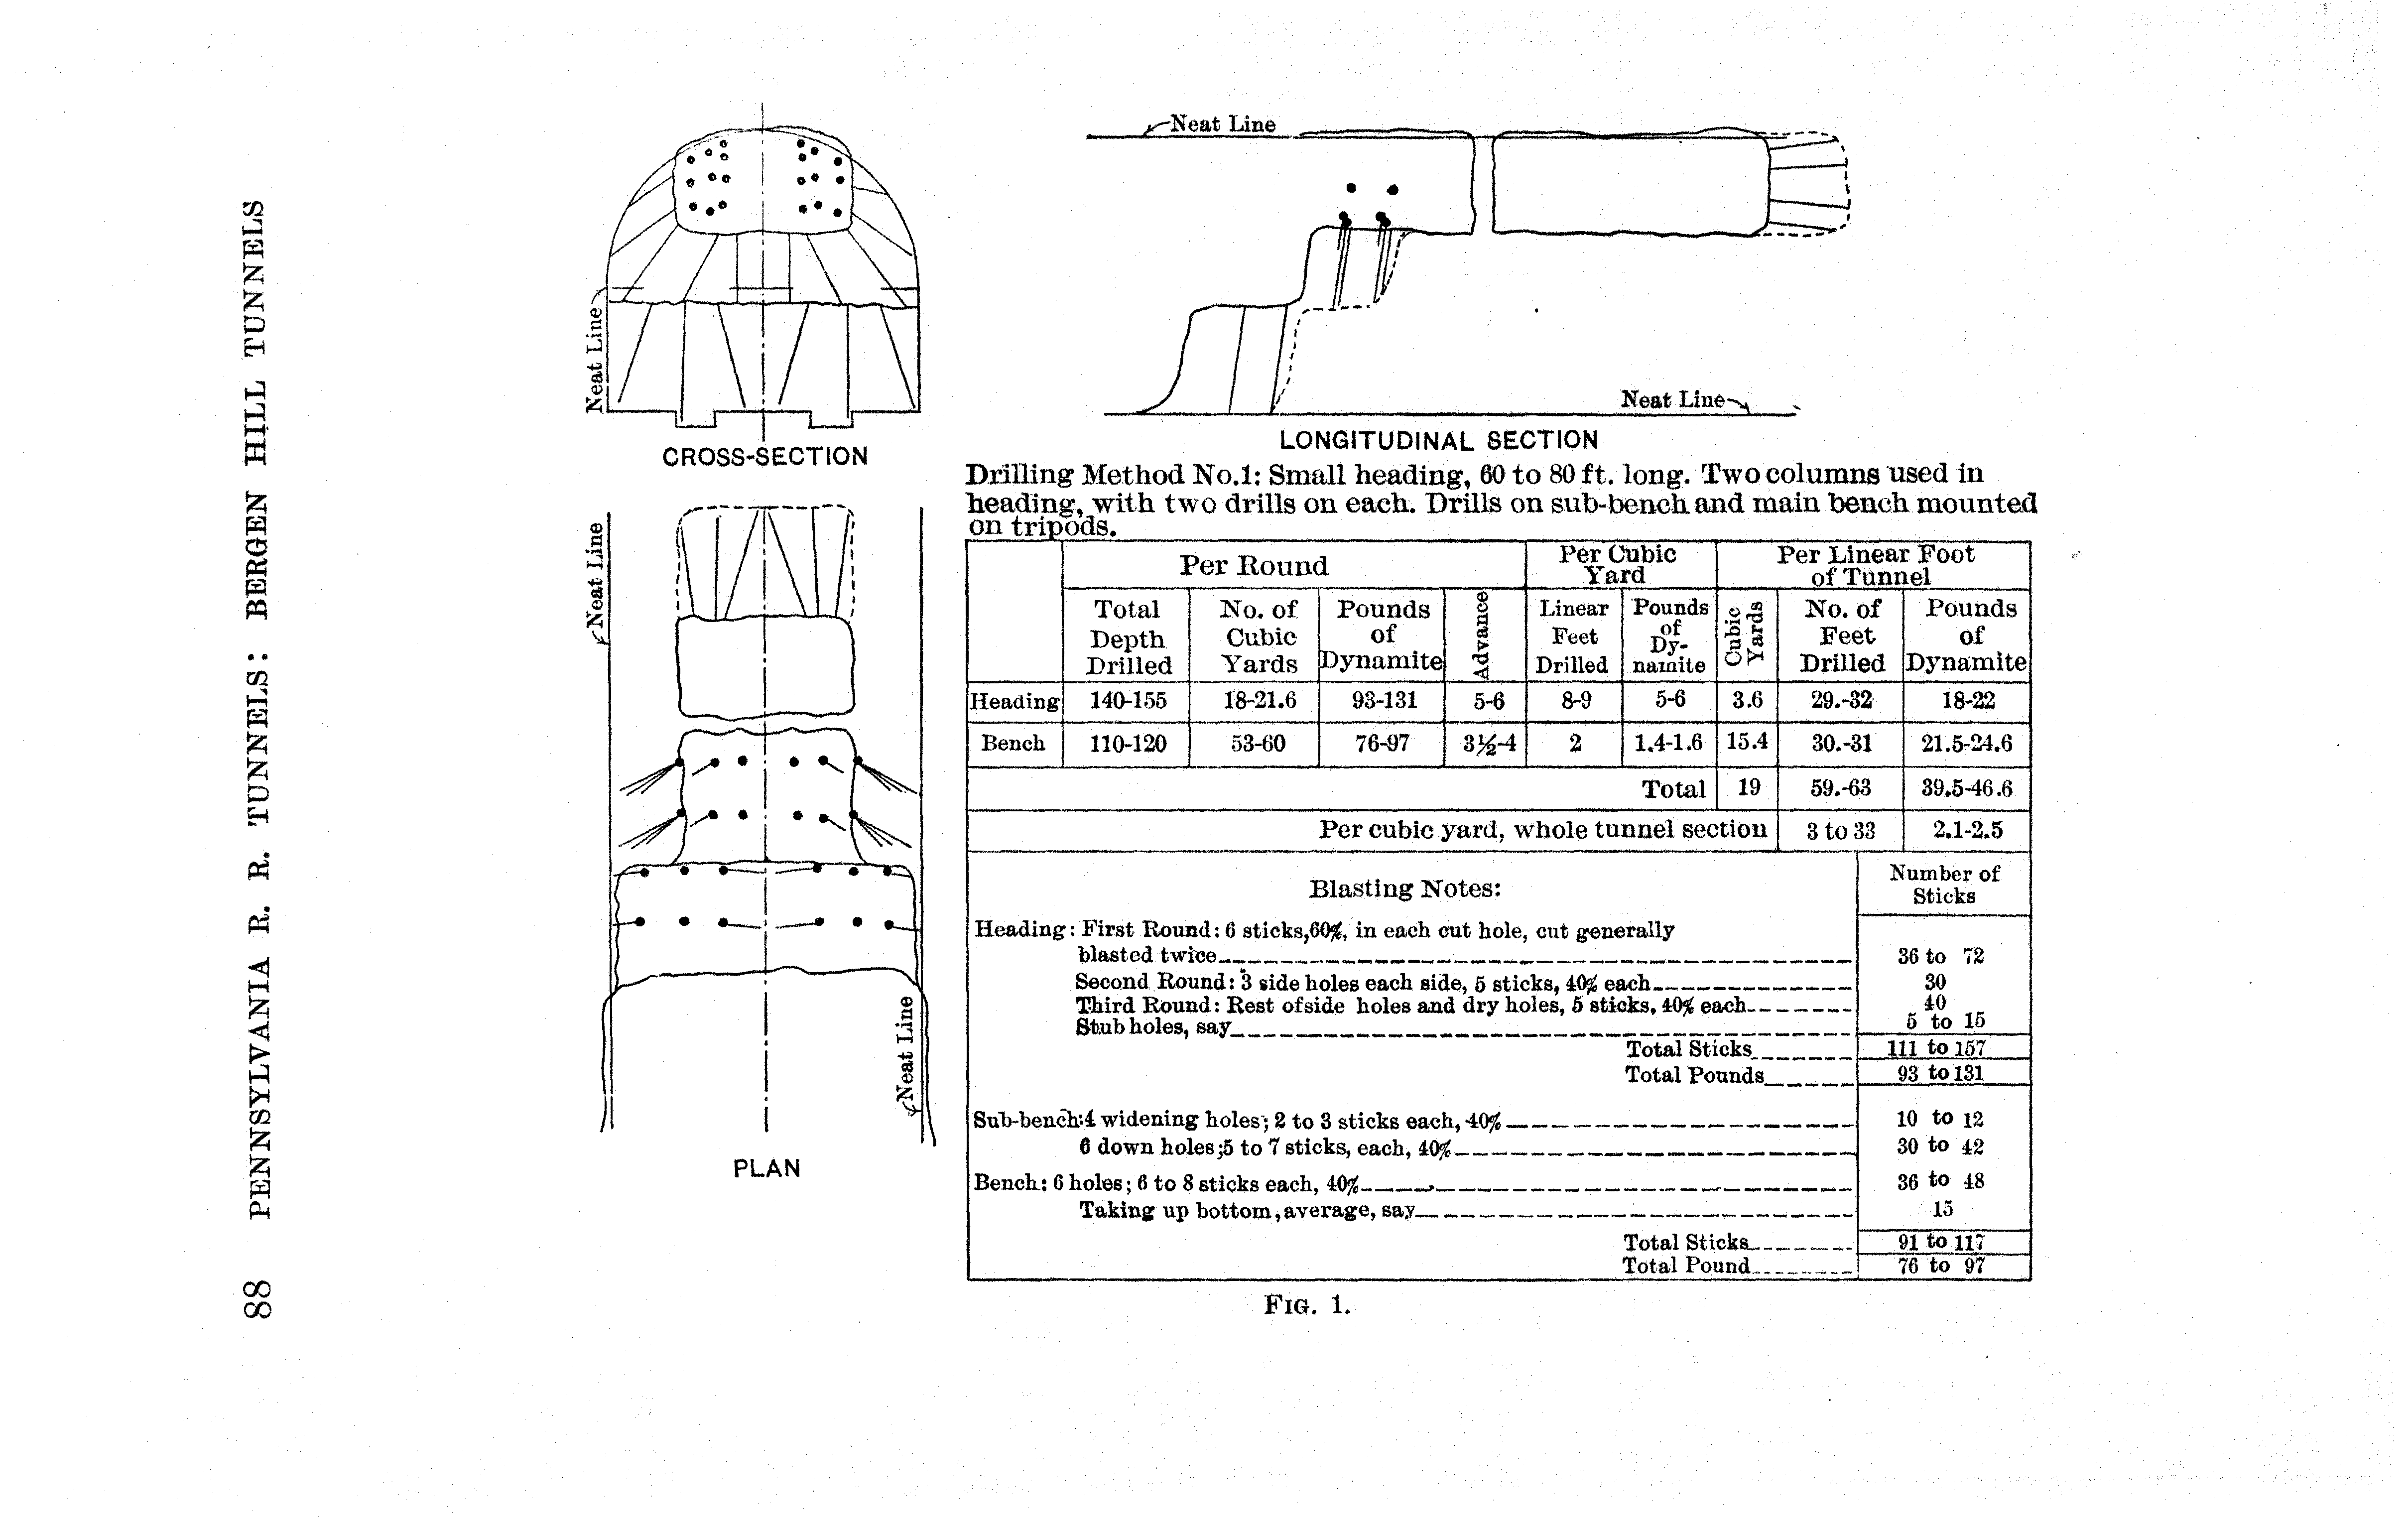 88 PENNSYLVANIA R. R. TUNNELS: BERGEN HILL TUNNELS
Neat Line
CROSS-SECTION
Neat Line
Neat Line
LONGITUDINAL SECTION
Neat Line
Neat Line
PLAN
Drilling Method No.1: Small heading, 60 to 80 ft. long. Two columns used in
heading, with two drills on each. Drills on sub-bench and main bench mounted
on tripods.
Per Round
Per Cubic
Yard
Per Linear Foot
of Tunnel
Total
Depth
Drilled
No. of
Cubic
Yards
Pounds
of
Dynamite
Advance
Linear
Feet
Drilled
Pounds
of
Dy-
namite
Cubic
Yards
No. of
Feet
Drilled
Pounds
of
Dynamite
Heading 140-155 18-21.6 93-131 5-6 8-9 5-6 3.6 29.-32 18-22
Bench 110-120 53-60 76-97 3½-4 2 1.4-1.6 15.4 30.-31 21.5-24.6
Total 19 59.-63 39.5-46.6
Per cubic yard, whole tunnel section 3 to 33 2.1-2.5
Blasting Notes:
Number of
Sticks
Heading: First Round: 6 sticks,60%, in each cut hole, cut generally
blasted twice 36 to 72
Second Round: 3 side holes each side, 5 sticks, 40% each 30
Third Round: Rest of side holes and dry holes, 5 sticks, 40% each 40
Stub holes, say 5 to 15
Total Sticks 111 to 157
Total Pounds 93 to 131
Sub-bench:4 widening holes; 2 to 3 sticks each, 40% 10 to 12
6 down holes;5 to 7 sticks, each, 40% 30 to 42
Bench: 6 holes; 6 to 8 sticks each, 40% 36 to 48
Taking up bottom, average, say 15
Total Sticks 91 to 117
Total Pound 76 to 97
FIG. 1.